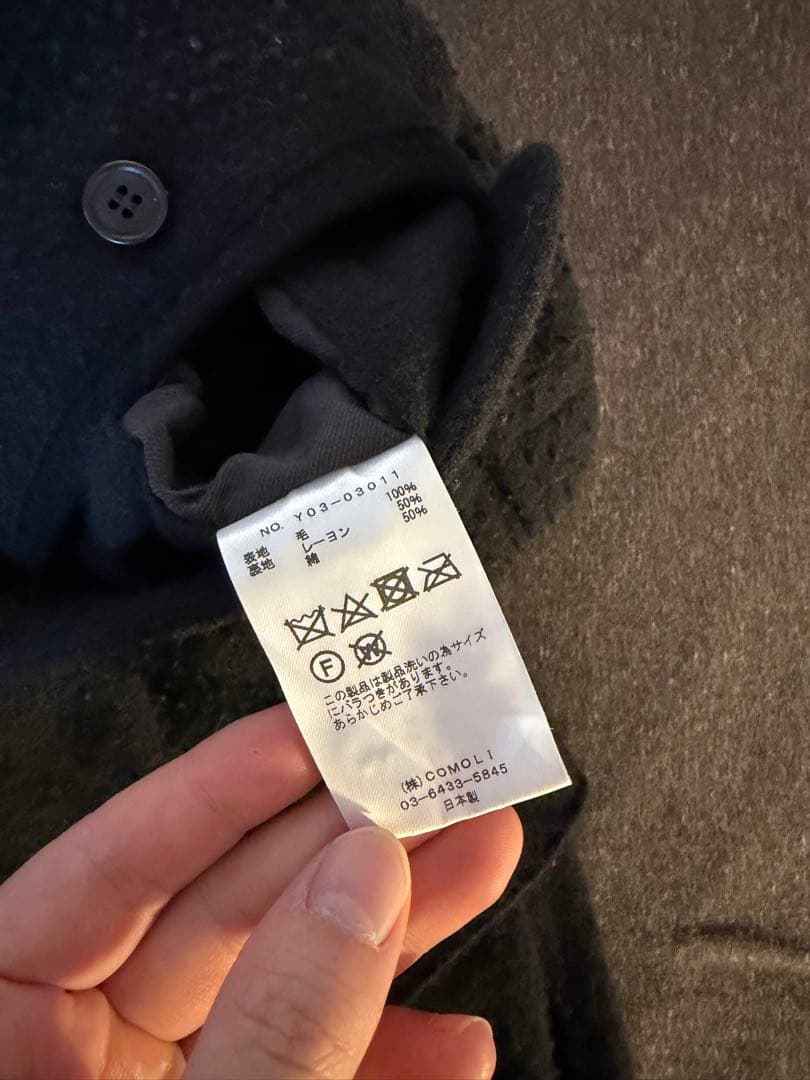 NO. Y03-03011
表地 毛 100%
裏地 レーヨン 50%
綿 50%
F W
この製品は製品洗いの為サイズ
にバラつきがあります。
あらかじめご了承下さい。
(株)COMOLI
03-6433-5845
日本製